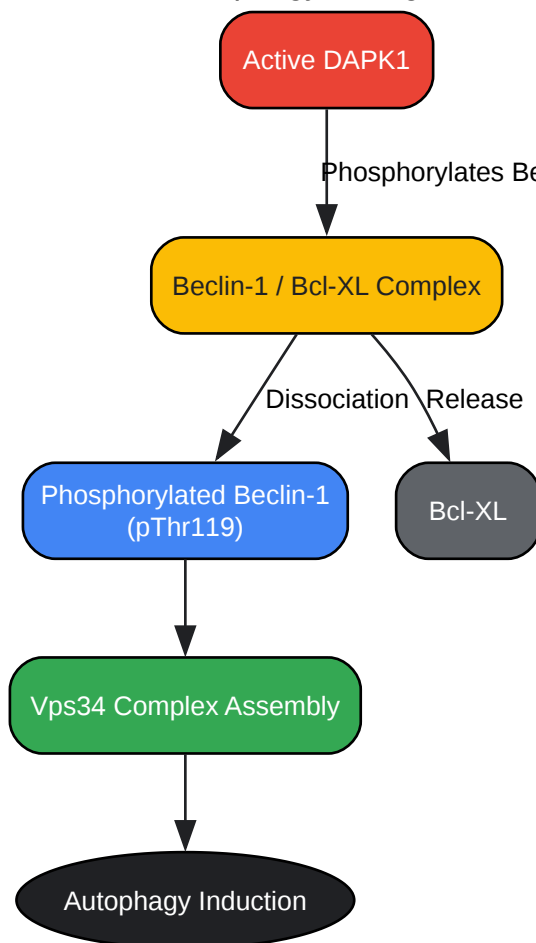 Active DAPK1
Phosphorylates
Beclin-1 / Bcl-XL Complex
Dissociation Release
Phosphorylated Beclin-1
(pThr119)
Bcl-XL
Vps34 Complex Assembly
Autophagy Induction